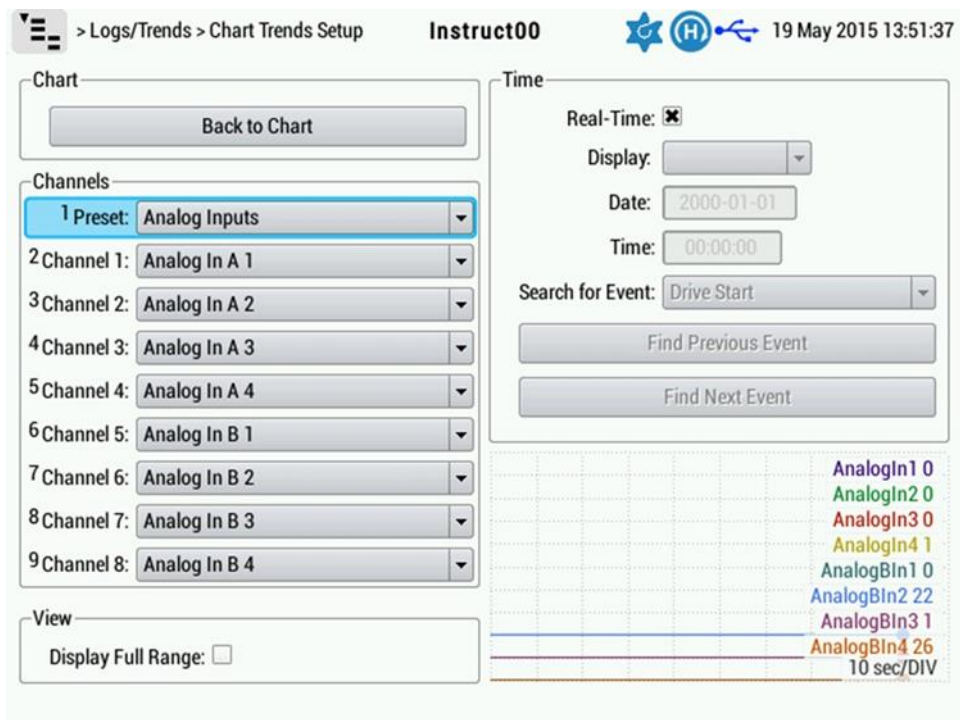 > Logs/Trends > Chart Trends Setup
Instruct00
H
19 May 2015 13:51:37
Chart
Back to Chart
Channels
1 Preset: Analog Inputs
2 Channel 1: Analog In A 1
3 Channel 2: Analog In A 2
4 Channel 3: Analog In A 3
5 Channel 4: Analog In A 4
6 Channel 5: Analog In B 1
7 Channel 6: Analog In B 2
8 Channel 7: Analog In B 3
9 Channel 8: Analog In B 4
View
Display Full Range:
Time
Real-Time:
Display:
Date: 2000-01-01
Time: 00:00:00
Search for Event: Drive Start
Find Previous Event
Find Next Event
AnalogIn1 0
AnalogIn2 0
AnalogIn3 0
AnalogIn4 1
AnalogBIn1 0
AnalogBIn2 22
AnalogBIn3 1
AnalogBIn4 26
10 sec/DIV